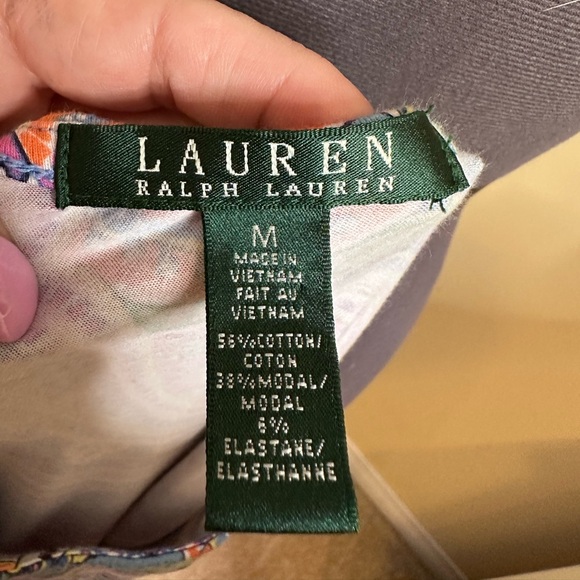 LAUREN
RALPH LAUREN
M
MADE IN
VIETNAM
FAIT AU
VIETNAM
56%COTTON/
COTON
38%MODAL/
MODAL
6%
ELASTANE/
ELASTHANNE